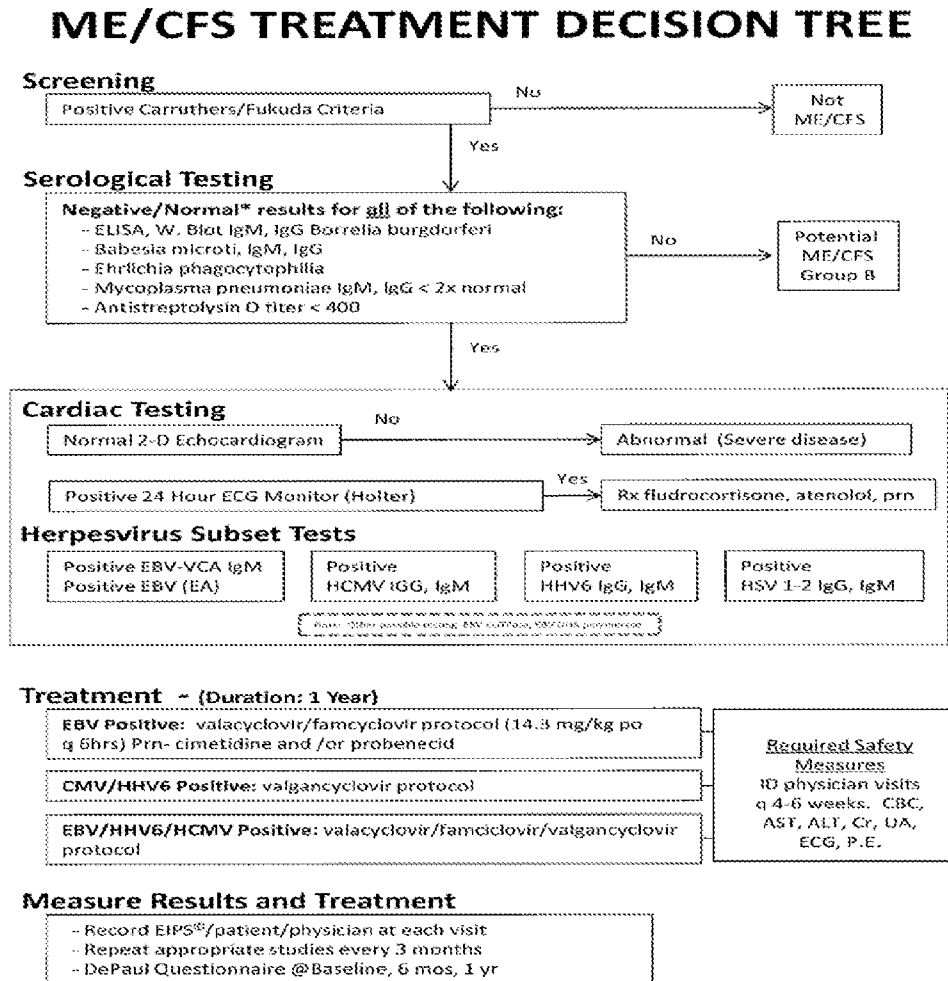 ME/CFS TREATMENT DECISION TREE
Screening
Positive Carruthers/Fukuda Criteria
No
Not
ME/CFS
Yes
Serological Testing
Negative/Normal* results for all of the following:
- ELISA, W. Blot IgM, IgG Borrelia burgdorferi
- Babesia microti, IgM, IgG
- Ehrlichia phagocytophilia
- Mycoplasma pneumoniae IgM, IgG < 2x normal
- Antistreptolysin O titer < 400
No
Potential
ME/CFS
Group B
Yes
Cardiac Testing
Normal 2-D Echocardiogram
No
Abnormal (Severe disease)
Positive 24 Hour ECG Monitor (Holter)
Yes
Rx fludrocortisone, atenolol, prn
Herpesvirus Subset Tests
Positive EBV-VCA IgM
Positive EBV (EA)
Positive
HCMV IGG, IgM
Positive
HHV6 IgG, IgM
Positive
HSV 1-2 IgG, IgM
Other possible testing: EBV
Treatment - (Duration: 1 Year)
EBV Positive: valacyclovir/famcyclovir protocol (14.3 mg/kg po
q 6hrs) Prn- cimetidine and /or probenecid
CMV/HHV6 Positive: valgancyclovir protocol
EBV/HHV6/HCMV Positive: valacyclovir/famciclovir/valgancyclovir
protocol
Required Safety
Measures
ID physician visits
q 4-6 weeks. CBC,
AST, ALT, Cr, UA,
ECG, P.E.
Measure Results and Treatment
- Record EIPS®/patient/physician at each visit
- Repeat appropriate studies every 3 months
- DePaul Questionnaire @Baseline, 6 mos, 1 yr